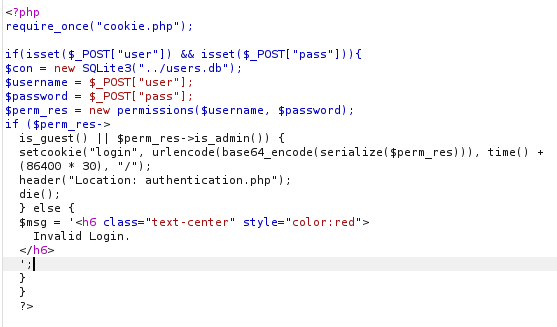 <?php
require_once("cookie.php");

if(isset($_POST["user"]) && isset($_POST["pass"])){
$con = new SQLite3("../users.db");
$username = $_POST["user"];
$password = $_POST["pass"];
$perm_res = new permissions($username, $password);
if ($perm_res->
  is_guest() || $perm_res->is_admin()) {
  setcookie("login", urlencode(base64_encode(serialize($perm_res))), time() +
  (86400 * 30), "/");
  header("Location: authentication.php");
  die();
  } else {
  $msg = '<h6 class="text-center" style="color:red">
    Invalid Login.
  </h6>
  ';
  }
  }
  ?>